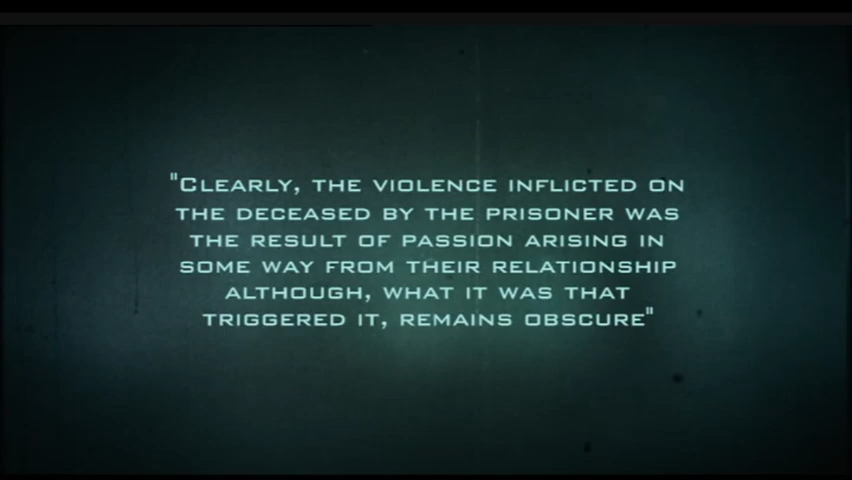 "Clearly, the violence inflicted on
the deceased by the prisoner was
the result of passion arising in
some way from their relationship
although, what it was that
triggered it, remains obscure"